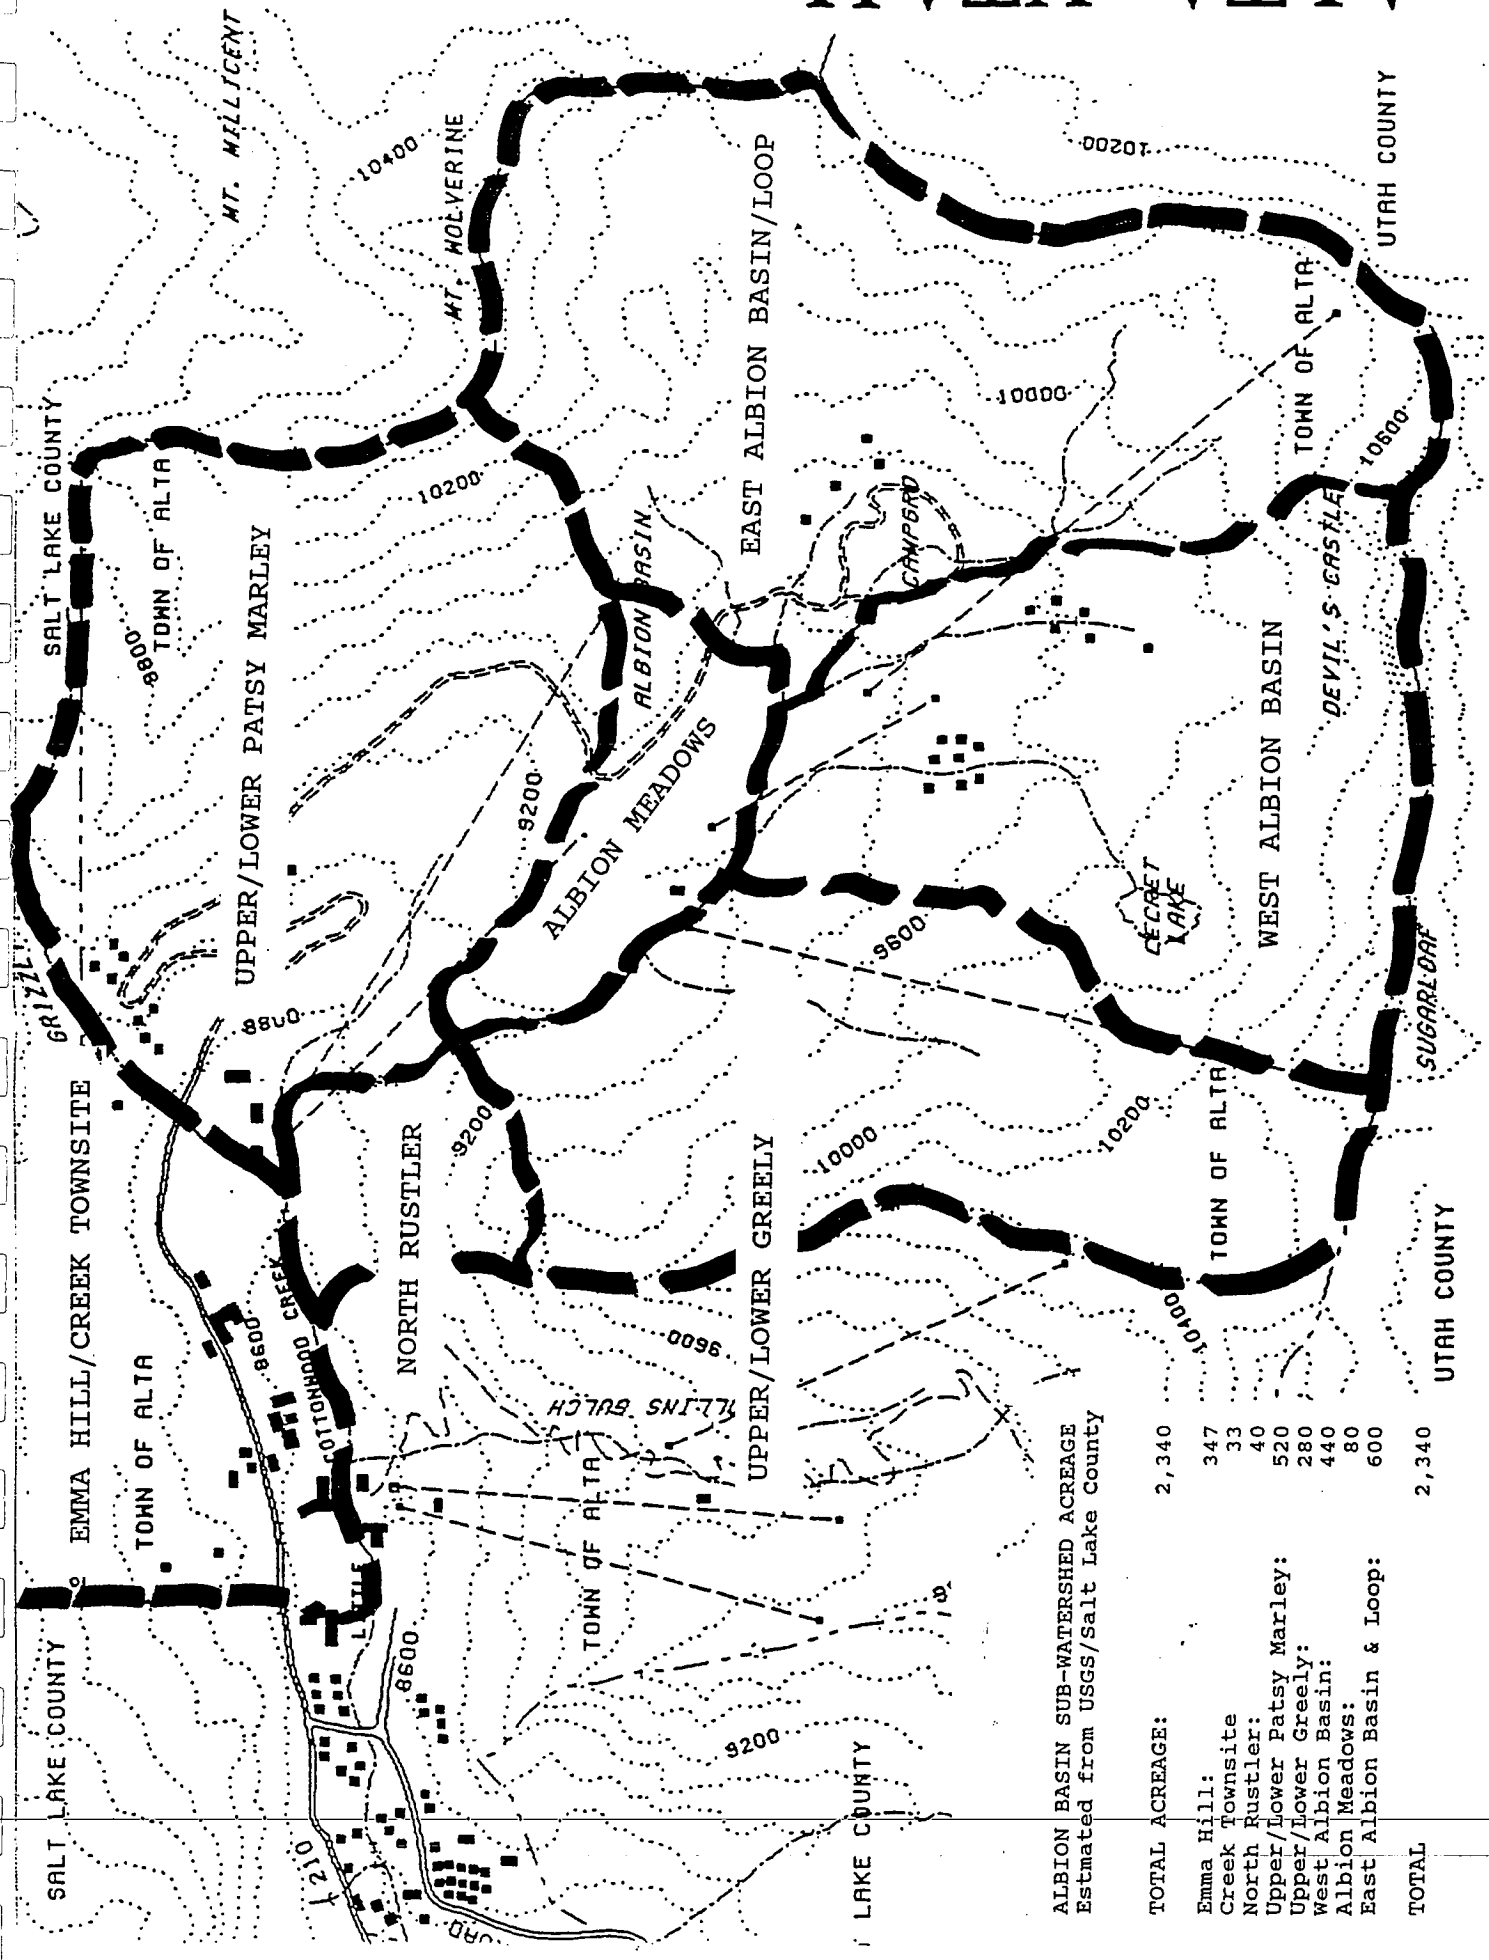 SALT LAKE COUNTY
EMMA HILL/CREEK TOWNSITE
TOWN OF ALTA
SALT LAKE COUNTY
TOWN OF ALTA
8800
MT. MILLICENT
10400
MT. WOLVERINE
UPPER/LOWER PATSY MARLEY
8800
10200
210
8600
LITTLE
COTTONWOOD CREEK
8600
NORTH RUSTLER
9200
9200
ALBION MEADOWS
ALBION BASIN
EAST ALBION BASIN/LOOP
CAMPGRD
TOWN OF ALTA
9600
UPPER/LOWER GREELY
9200
LAKE COUNTY
10000
9600
10000
10200
10200
SECRET
LAKE
10400
TOWN OF ALTA
WEST ALBION BASIN
DEVIL'S CASTLE
TOWN OF ALTA
10600
UTAH COUNTY
SUGARLOAF
UTAH COUNTY
ALBION BASIN SUB-WATERSHED ACREAGE
Estmated from USGS/Salt Lake County
TOTAL ACREAGE: 2,340
Emma Hill: 347
Creek Townsite 33
North Rustler: 40
Upper/Lower Patsy Marley: 520
Upper/Lower Greely: 280
West Albion Basin: 440
Albion Meadows: 80
East Albion Basin & Loop: 600
TOTAL 2,340